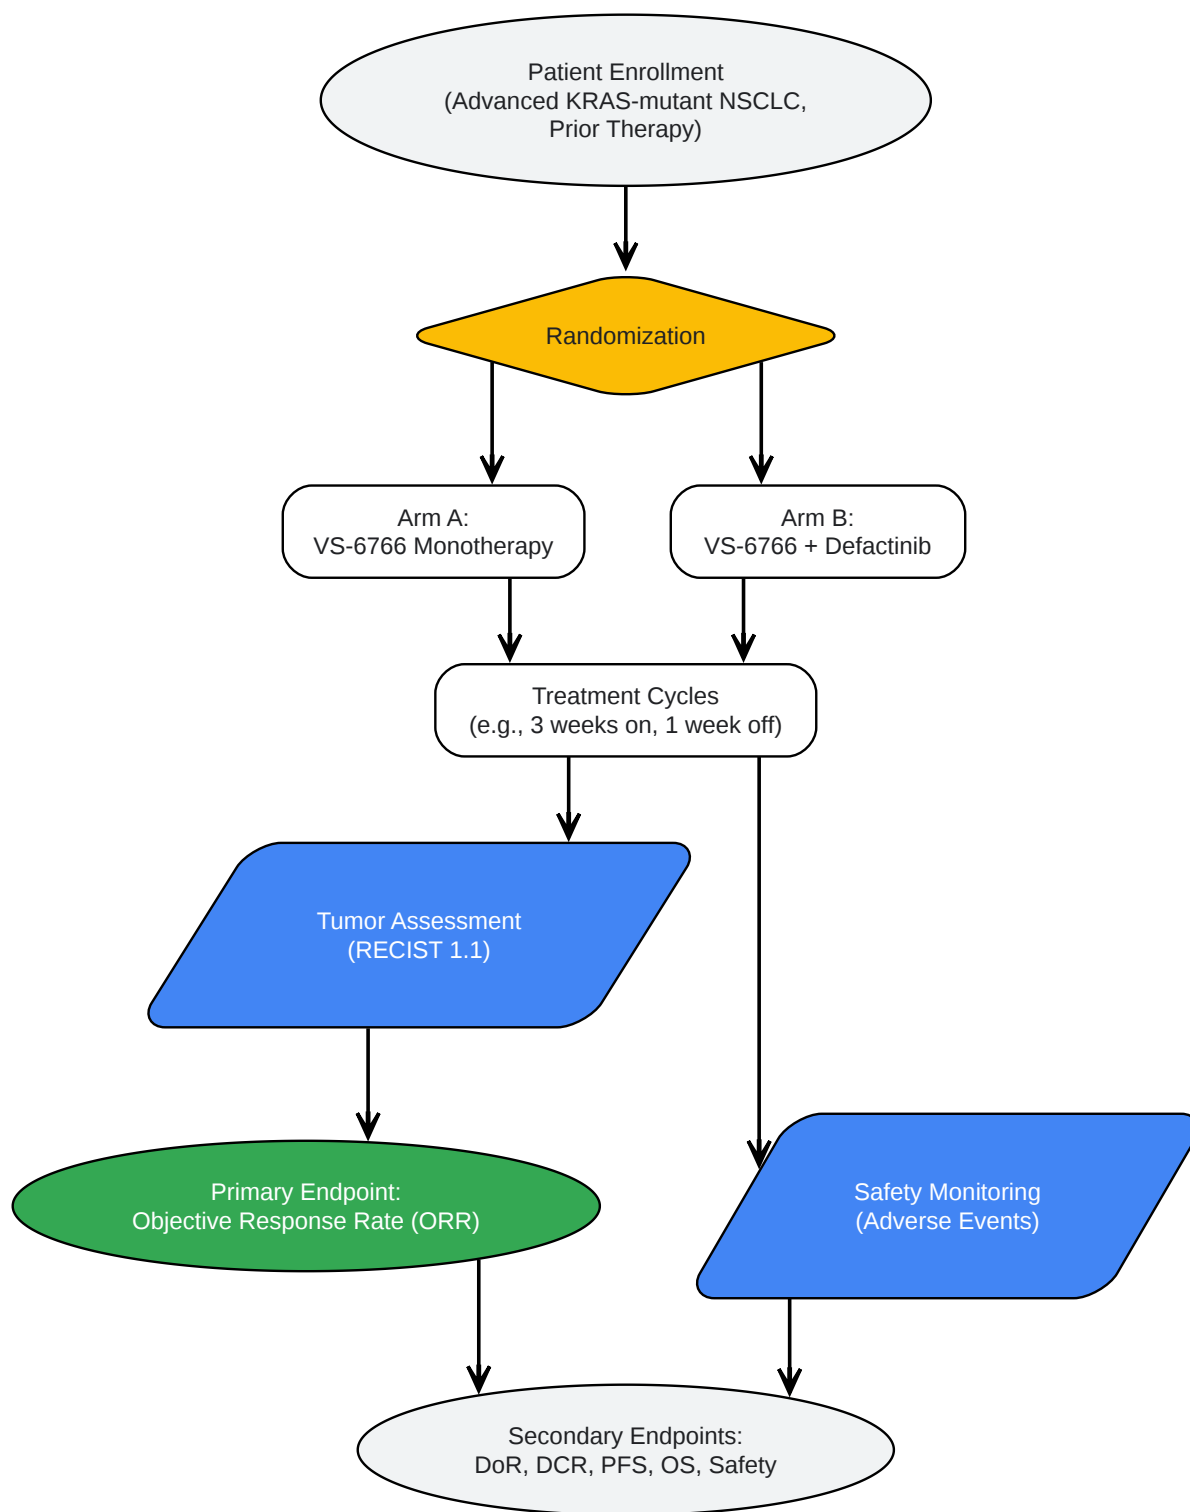 Patient Enrollment
(Advanced KRAS-mutant NSCLC,
Prior Therapy)
Randomization
Arm A:
VS-6766 Monotherapy
Arm B:
VS-6766 + Defactinib
Treatment Cycles
(e.g., 3 weeks on, 1 week off)
Tumor Assessment
(RECIST 1.1)
Primary Endpoint:
Objective Response Rate (ORR)
Safety Monitoring
(Adverse Events)
Secondary Endpoints:
DoR, DCR, PFS, OS, Safety